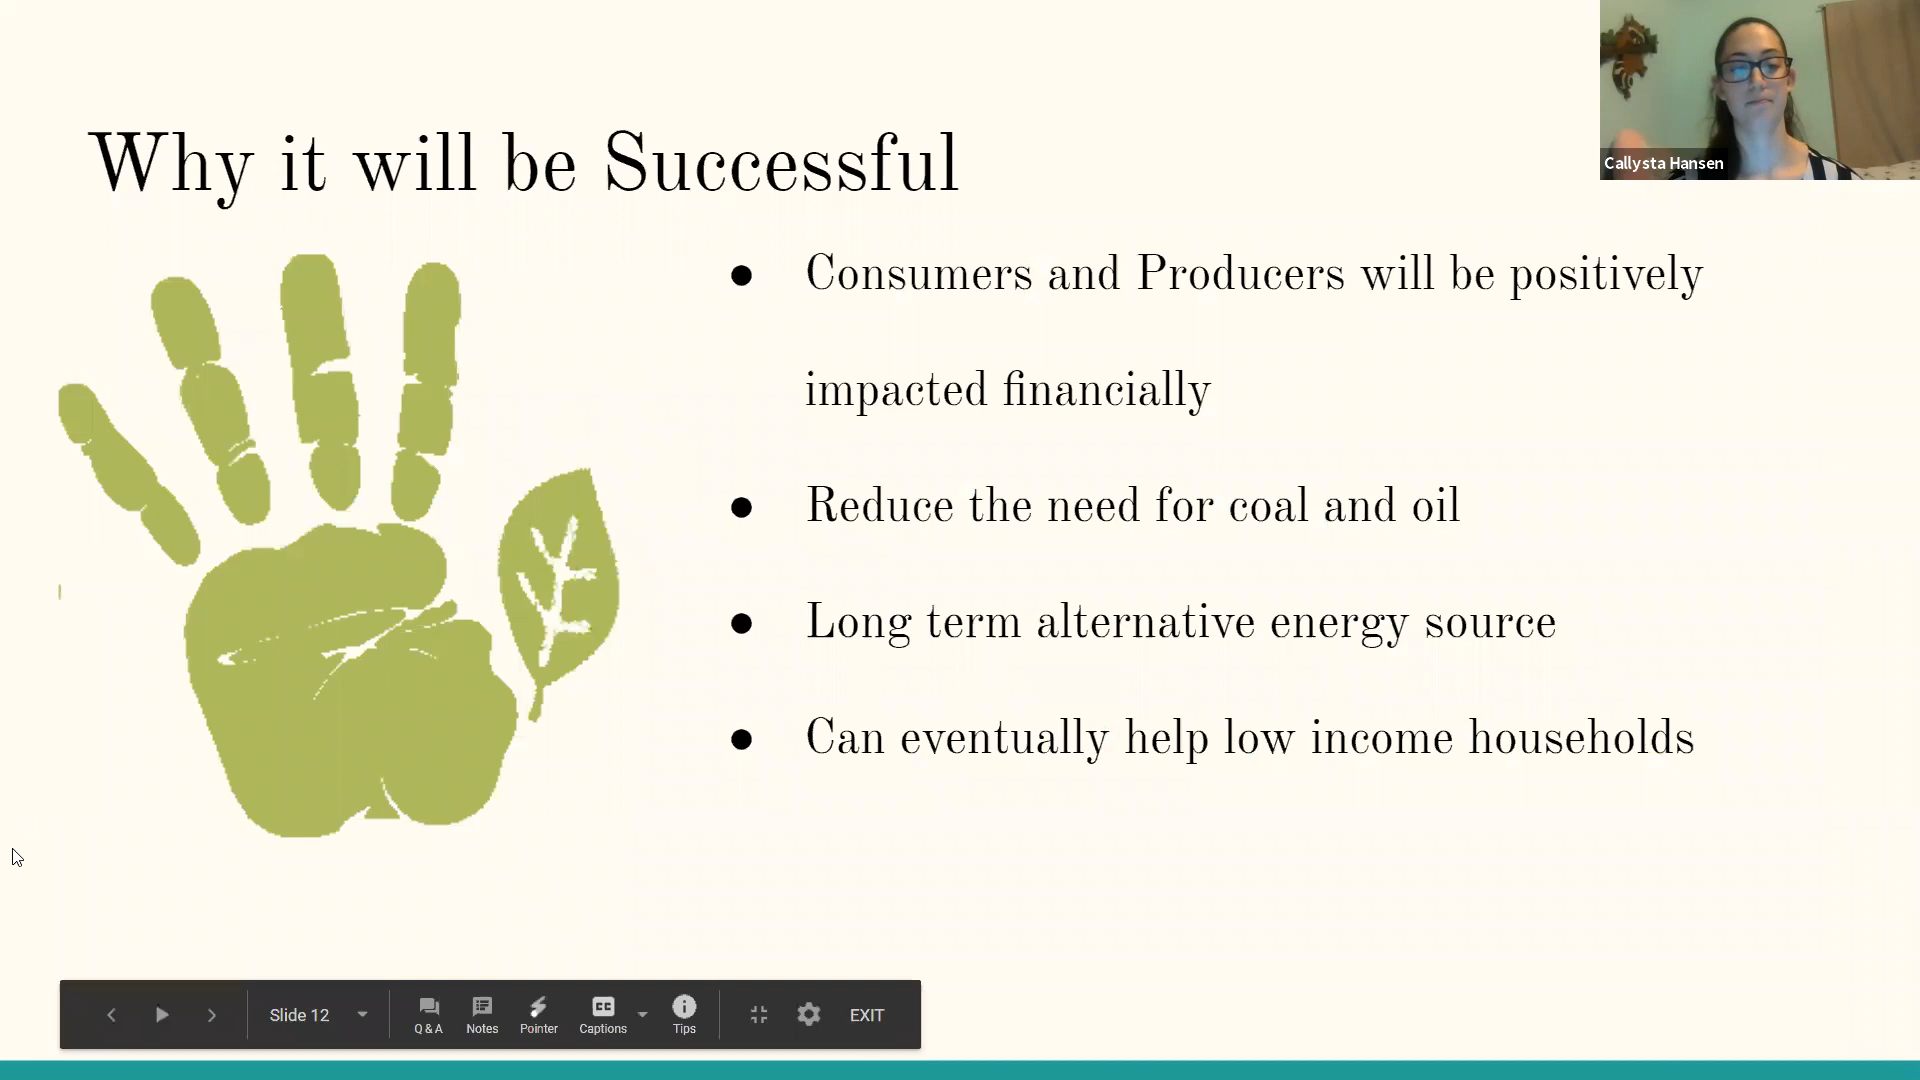 Callysta Hansen
Why it will be Successful
● Consumers and Producers will be positively
impacted financially
● Reduce the need for coal and oil
● Long term alternative energy source
● Can eventually help low income households
Slide 12
Q & A
Notes
Pointer
CC
Captions
Tips
EXIT